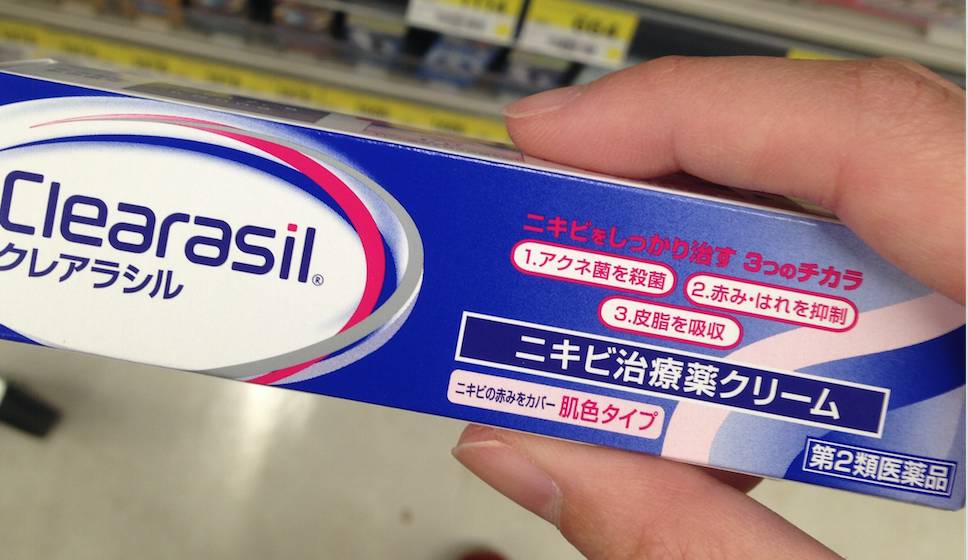 Clearasil®
クレアラシル
ニキビをしっかり治す 3つのチカラ
1.アクネ菌を殺菌
2.赤み・はれを抑制
3.皮脂を吸収
ニキビ治療薬クリーム
ニキビの赤みをカバー 肌色タイプ
第2類医薬品